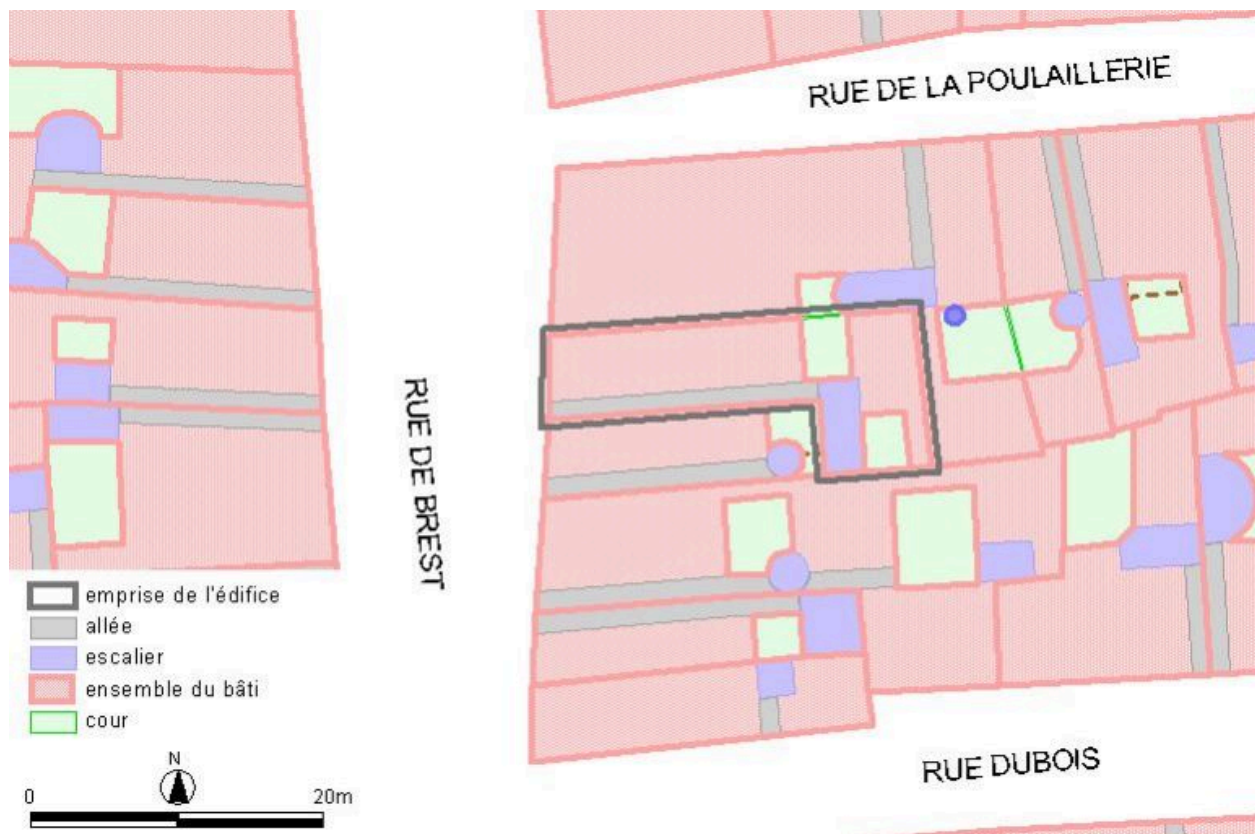 RUE DE LA POULAILLERIE
RUE DE BREST
emprise de l'édifice
allée
escalier
ensemble du bâti
cour
N
0 20m
RUE DUBOIS